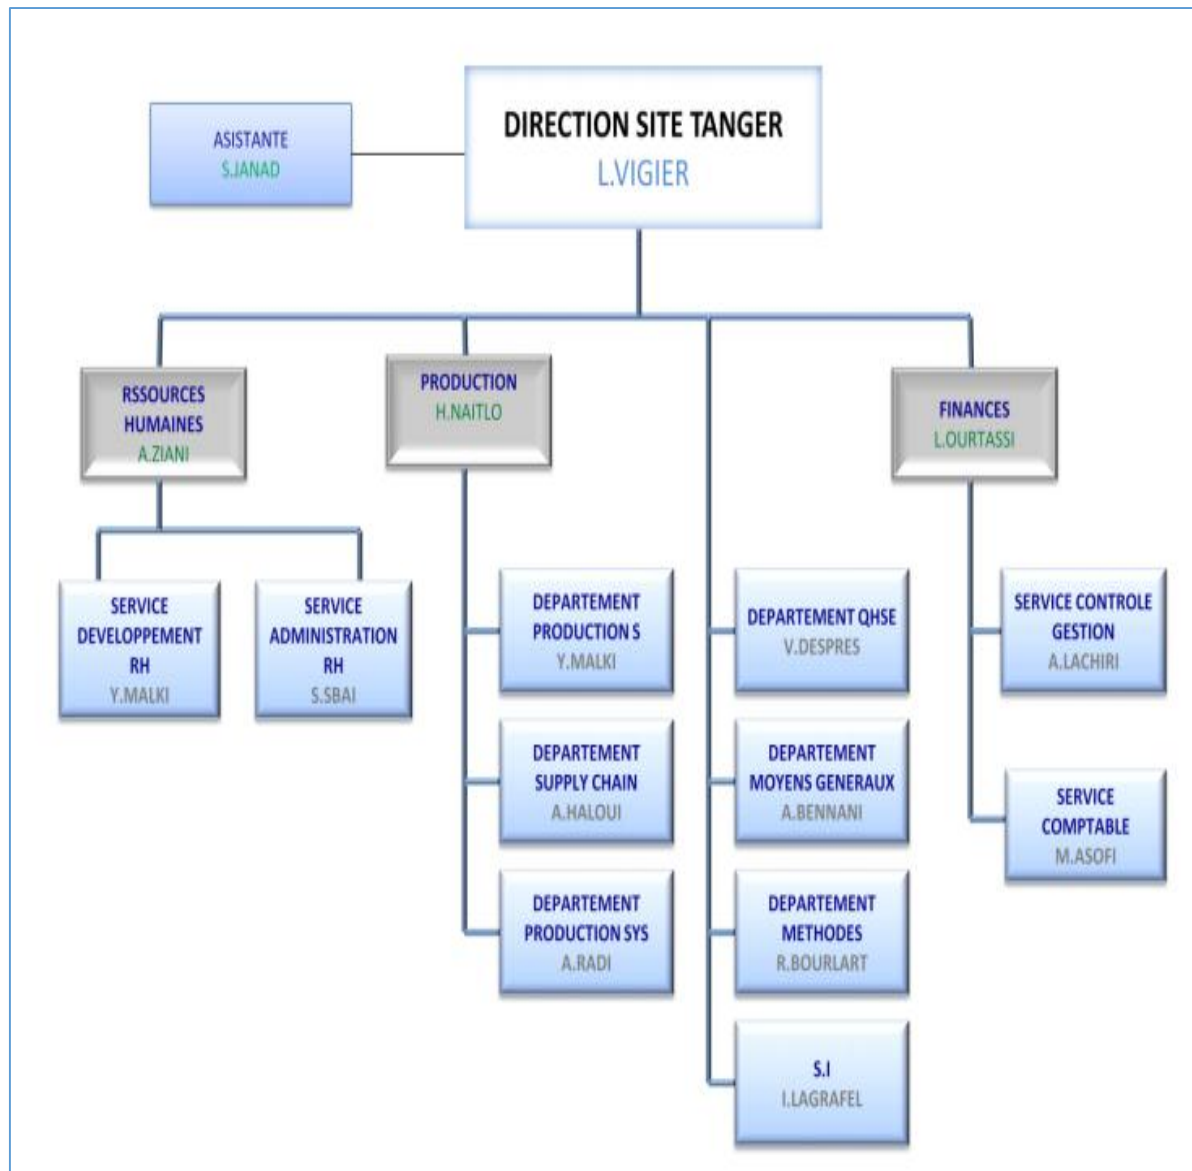 DIRECTION SITE TANGER
L.VIGIER
ASISTANTE
S.JANAD
RSSOURCES
HUMAINES
A.ZIANI
PRODUCTION
H.NAITLO
FINANCES
L.OURTASSI
SERVICE
DEVELOPPEMENT
RH
Y.MALKI
SERVICE
ADMINISTRATION
RH
S.SBAI
DEPARTEMENT
PRODUCTION S
Y.MALKI
DEPARTEMENT
SUPPLY CHAIN
A.HALOUI
DEPARTEMENT
PRODUCTION SYS
A.RADI
DEPARTEMENT QHSE
V.DESPRES
DEPARTEMENT
MOYENS GENERAUX
A.BENNANI
DEPARTEMENT
METHODES
R.BOURLART
S.I
I.LAGRAFEL
SERVICE CONTROLE
GESTION
A.LACHIRI
SERVICE
COMPTABLE
M.ASOFI